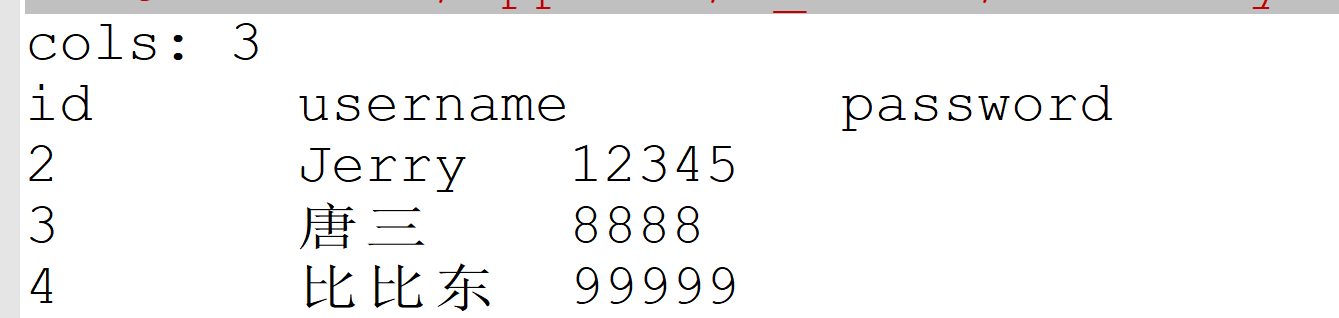 cols: 3
id username password
2 Jerry 12345
3 唐三 8888
4 比比东 99999